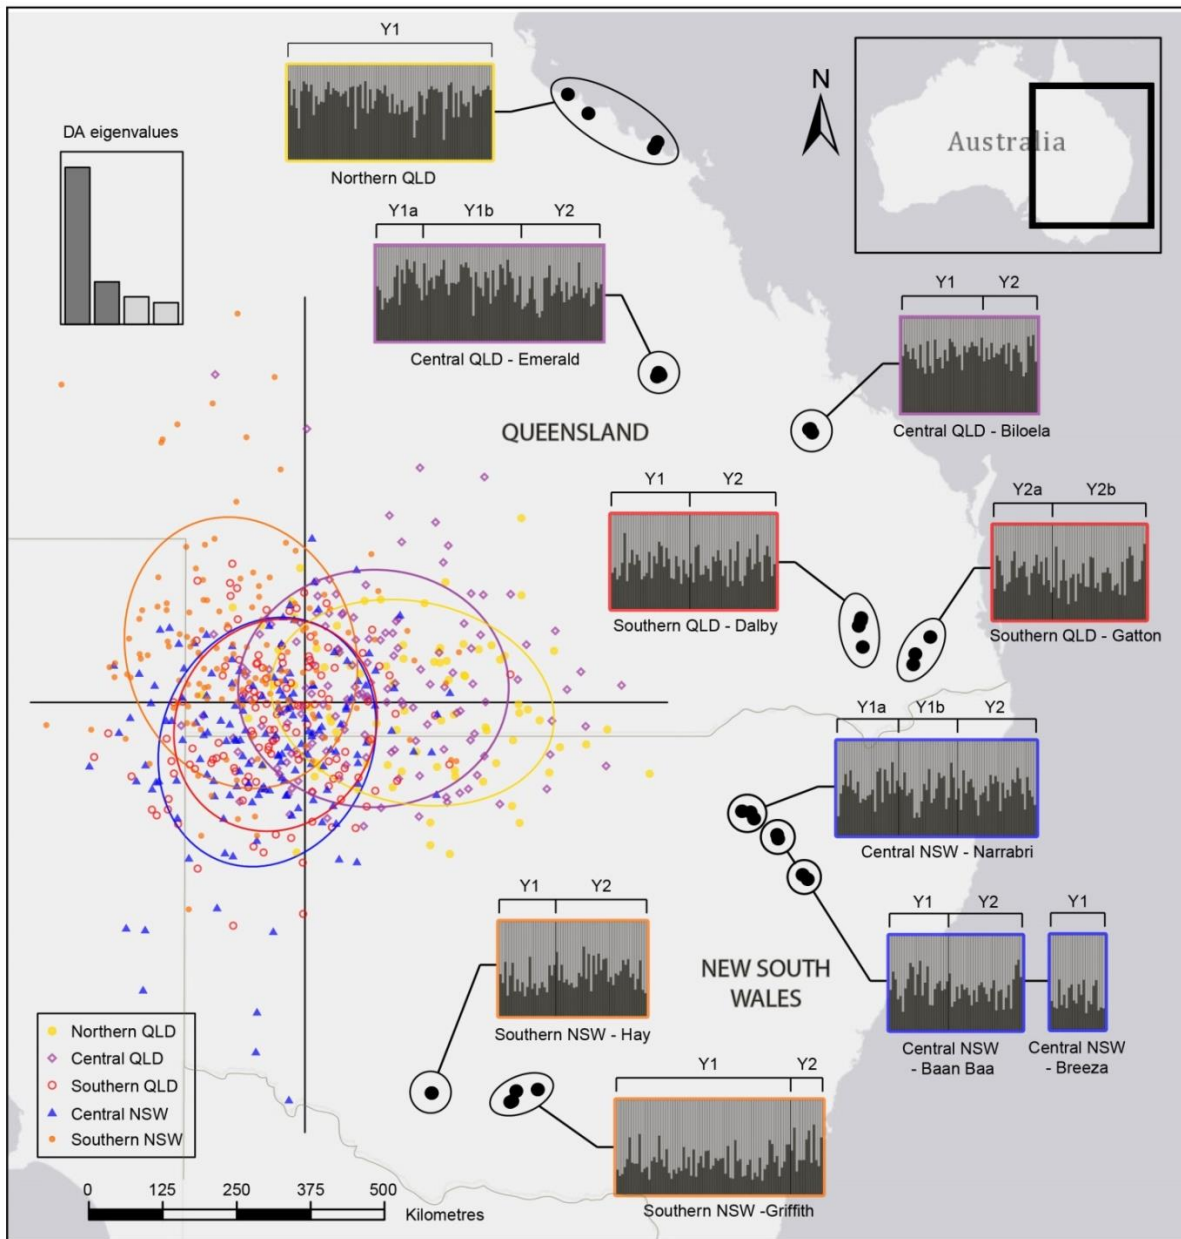 Y1
Northern QLD
N
Australia
DA eigenvalues
Y1a Y1b Y2
Central QLD - Emerald
Y1 Y2
Central QLD - Biloela
QUEENSLAND
Y1 Y2
Southern QLD - Dalby
Y2a Y2b
Southern QLD - Gatton
Y1a Y1b Y2
Central NSW - Narrabri
Y1 Y2
Southern NSW - Hay
NEW SOUTH
WALES
Y1 Y2
Central NSW
- Baan Baa
Y1
Central NSW
- Breeza
Y1 Y2
Southern NSW -Griffith
Northern QLD
Central QLD
Southern QLD
Central NSW
Southern NSW
0 125 250 375 500
Kilometres